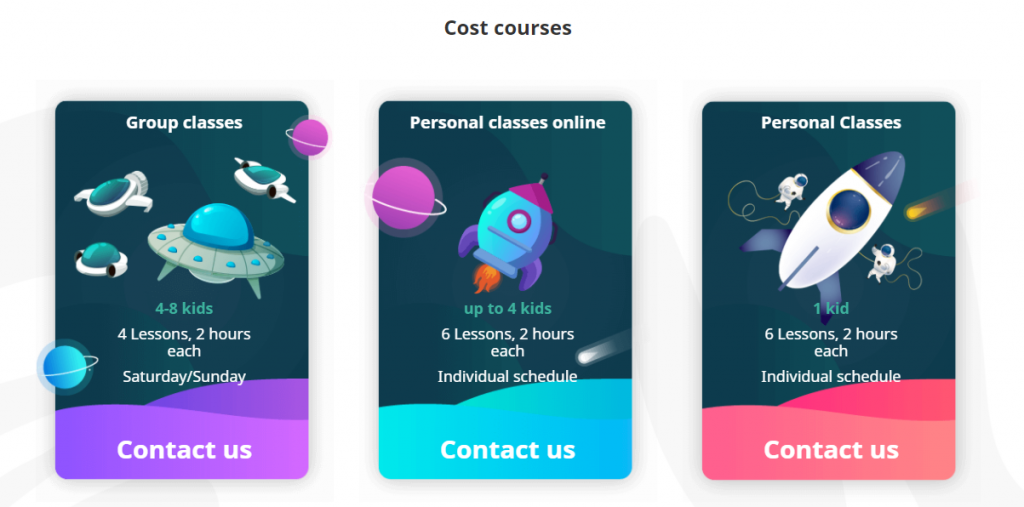 Cost courses
Group classes
4-8 kids
4 Lessons, 2 hours
each
Saturday/Sunday
Contact us
Personal classes online
up to 4 kids
6 Lessons, 2 hours
each
Individual schedule
Contact us
Personal Classes
1 kid
6 Lessons, 2 hours
each
Individual schedule
Contact us